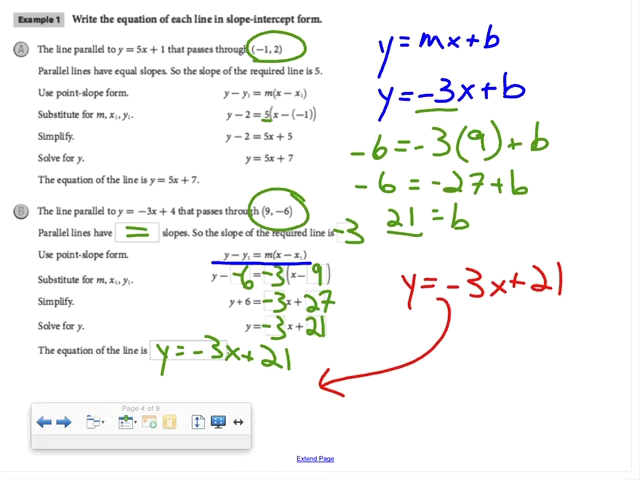 Example 1 Write the equation of each line in slope-intercept form.
A The line parallel to y = 5x + 1 that passes through (−1, 2)
Parallel lines have equal slopes. So the slope of the required line is 5.
Use point-slope form. y − y₁ = m(x − x₁)
Substitute for m, x₁, y₁. y − 2 = 5(x − (−1))
Simplify. y − 2 = 5x + 5
Solve for y. y = 5x + 7
The equation of the line is y = 5x + 7.
B The line parallel to y = −3x + 4 that passes through (9, −6)
Parallel lines have = slopes. So the slope of the required line is −3
Use point-slope form. y − y₁ = m(x − x₁)
Substitute for m, x₁, y₁. y − −6 = −3(x − 9)
Simplify. y + 6 = −3x + 27
Solve for y. y = −3x + 21
The equation of the line is y = −3x + 21
y = mx + b
y = −3x + b
−6 = −3(9) + b
−6 = −27 + b
21 = b
y = −3x + 21
Page 4 of 9
Extend Page